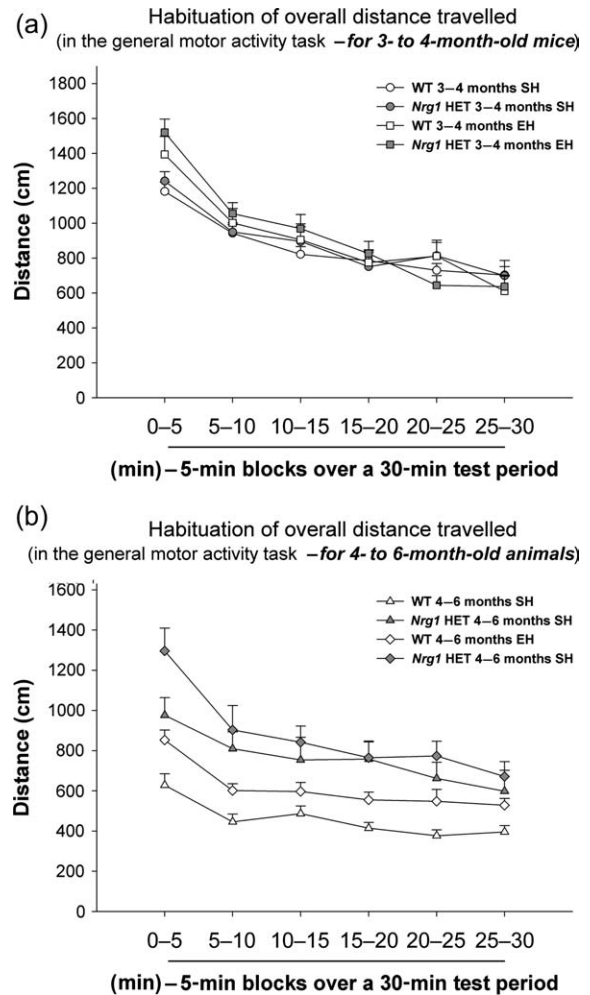 (a)
Habituation of overall distance travelled
(in the general motor activity task –for 3- to 4-month-old mice)
1800
1600
1400
1200
1000
800
600
400
200
0
Distance (cm)
WT 3–4 months SH
Nrg1 HET 3–4 months SH
WT 3–4 months EH
Nrg1 HET 3–4 months EH
0–5 5–10 10–15 15–20 20–25 25–30
(min) – 5-min blocks over a 30-min test period
(b)
Habituation of overall distance travelled
(in the general motor activity task –for 4- to 6-month-old animals)
1600
1400
1200
1000
800
600
400
200
0
Distance (cm)
WT 4–6 months SH
Nrg1 HET 4–6 months SH
WT 4–6 months EH
Nrg1 HET 4–6 months SH
0–5 5–10 10–15 15–20 20–25 25–30
(min) – 5-min blocks over a 30-min test period